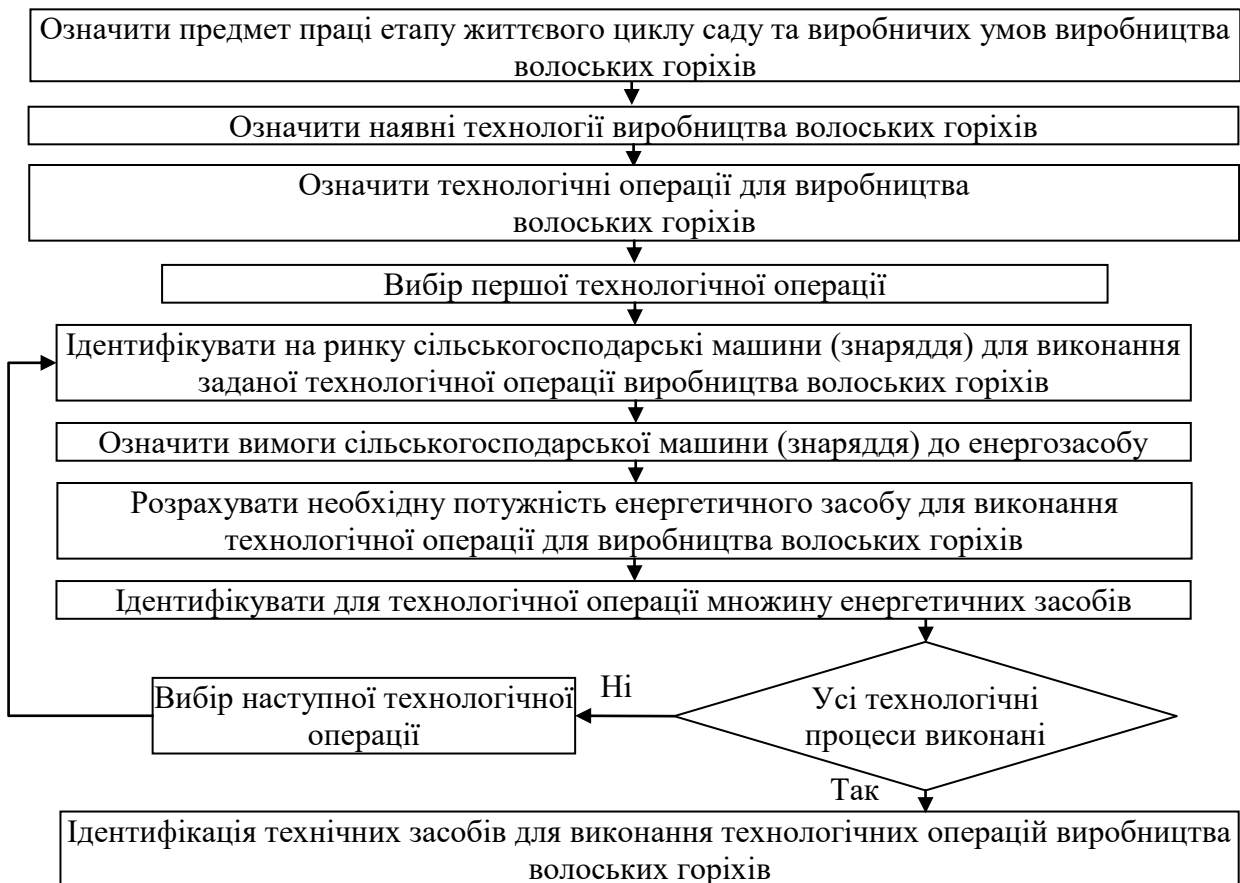 Означити предмет праці етапу життєвого циклу саду та виробничих умов виробництва
волоських горіхів
Означити наявні технології виробництва волоських горіхів
Означити технологічні операції для виробництва
волоських горіхів
Вибір першої технологічної операції
Ідентифікувати на ринку сільськогосподарські машини (знаряддя) для виконання
заданої технологічної операції виробництва волоських горіхів
Означити вимоги сільськогосподарської машини (знаряддя) до енергозасобу
Розрахувати необхідну потужність енергетичного засобу для виконання
технологічної операції для виробництва волоських горіхів
Ідентифікувати для технологічної операції множину енергетичних засобів
Усі технологічні
процеси виконані
Ні
Вибір наступної технологічної
операції
Так
Ідентифікація технічних засобів для виконання технологічних операцій виробництва
волоських горіхів